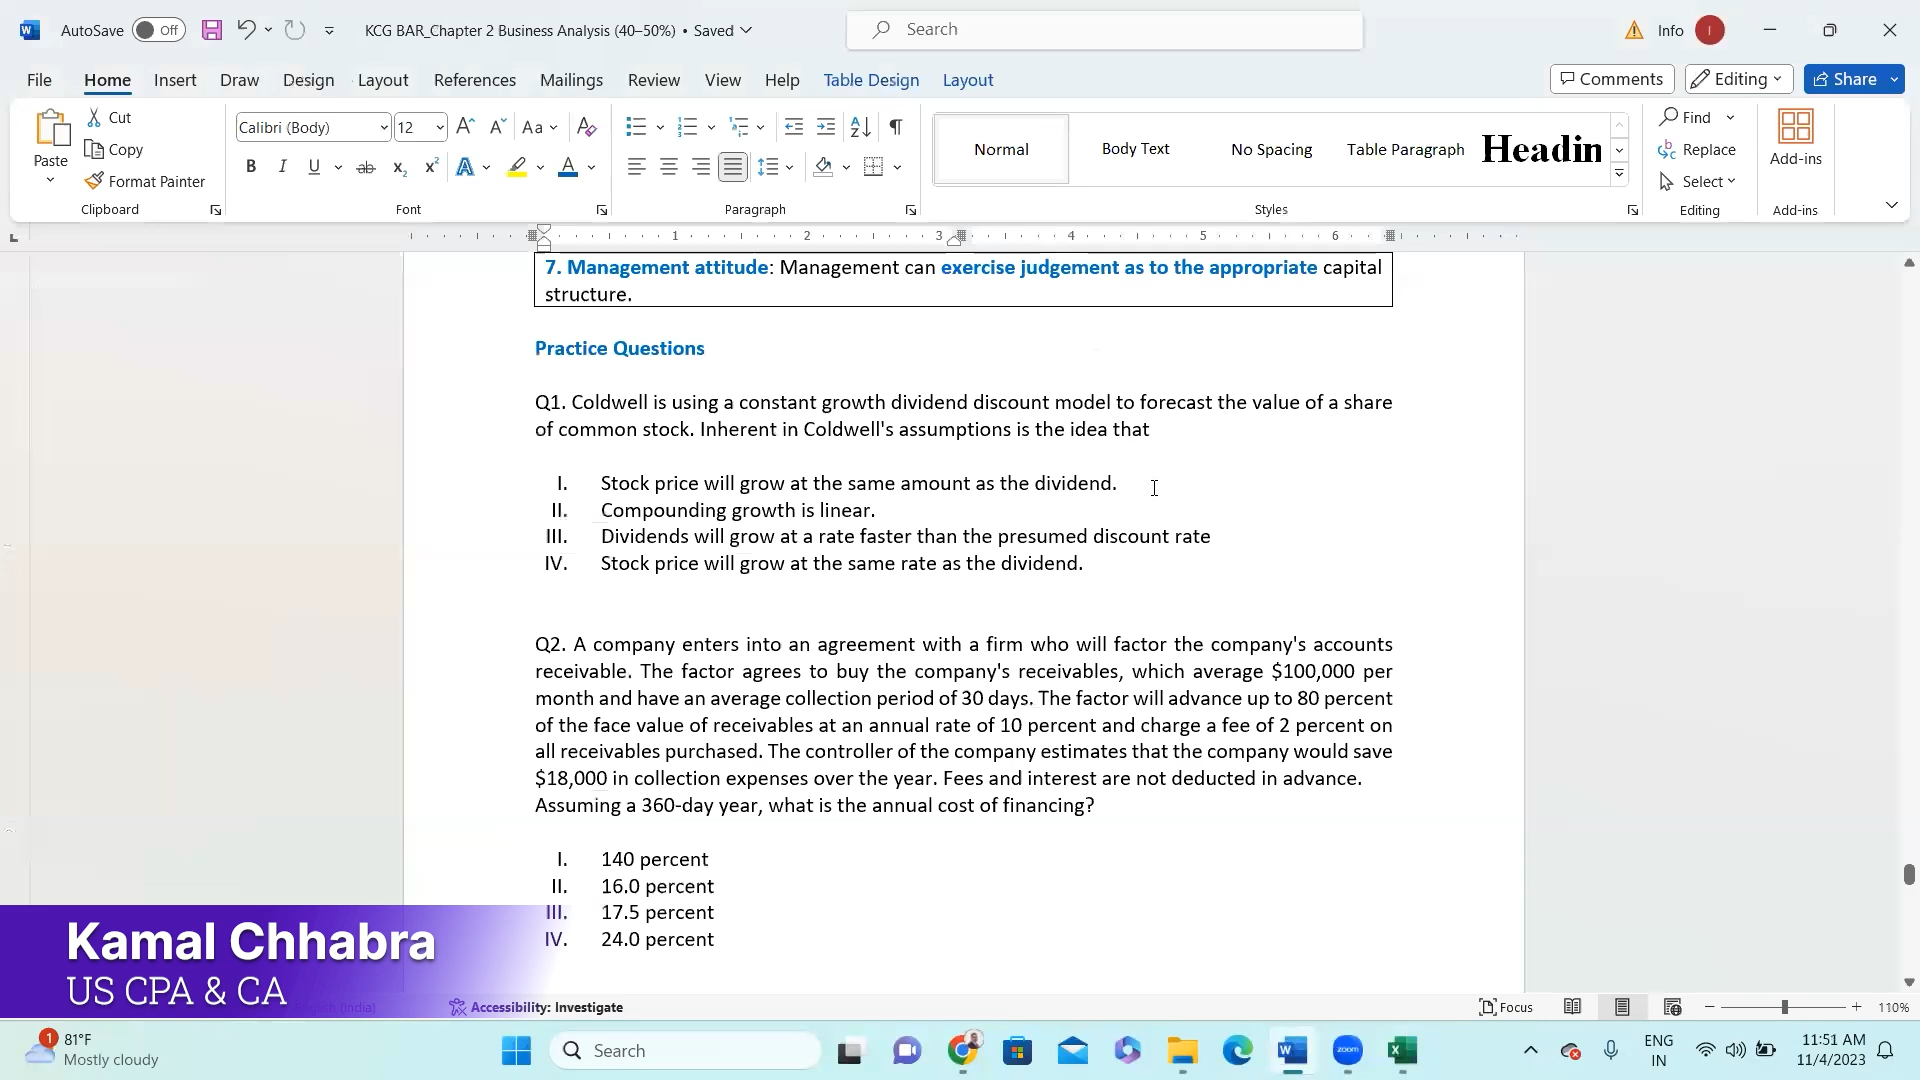 AutoSave Off KCG BAR_Chapter 2 Business Analysis (40–50%) • Saved Search Info I
File Home Insert Draw Design Layout References Mailings Review View Help Table Design Layout Comments Editing Share
Paste Cut Copy Format Painter Clipboard
Calibri (Body) 12 Font
Paragraph
Normal Body Text No Spacing Table Paragraph Headin Styles
Find Replace Select Editing
Add-ins Add-ins
1 2 3 4 5 6
7. Management attitude: Management can exercise judgement as to the appropriate capital
structure.
Practice Questions
Q1. Coldwell is using a constant growth dividend discount model to forecast the value of a share
of common stock. Inherent in Coldwell's assumptions is the idea that
I. Stock price will grow at the same amount as the dividend.
II. Compounding growth is linear.
III. Dividends will grow at a rate faster than the presumed discount rate
IV. Stock price will grow at the same rate as the dividend.
Q2. A company enters into an agreement with a firm who will factor the company's accounts
receivable. The factor agrees to buy the company's receivables, which average $100,000 per
month and have an average collection period of 30 days. The factor will advance up to 80 percent
of the face value of receivables at an annual rate of 10 percent and charge a fee of 2 percent on
all receivables purchased. The controller of the company estimates that the company would save
$18,000 in collection expenses over the year. Fees and interest are not deducted in advance.
Assuming a 360-day year, what is the annual cost of financing?
I. 140 percent
II. 16.0 percent
III. 17.5 percent
IV. 24.0 percent
Kamal Chhabra
US CPA & CA
Accessibility: Investigate Focus 110%
1 81°F
Mostly cloudy
Search
zoom
ENG
IN
11:51 AM
11/4/2023